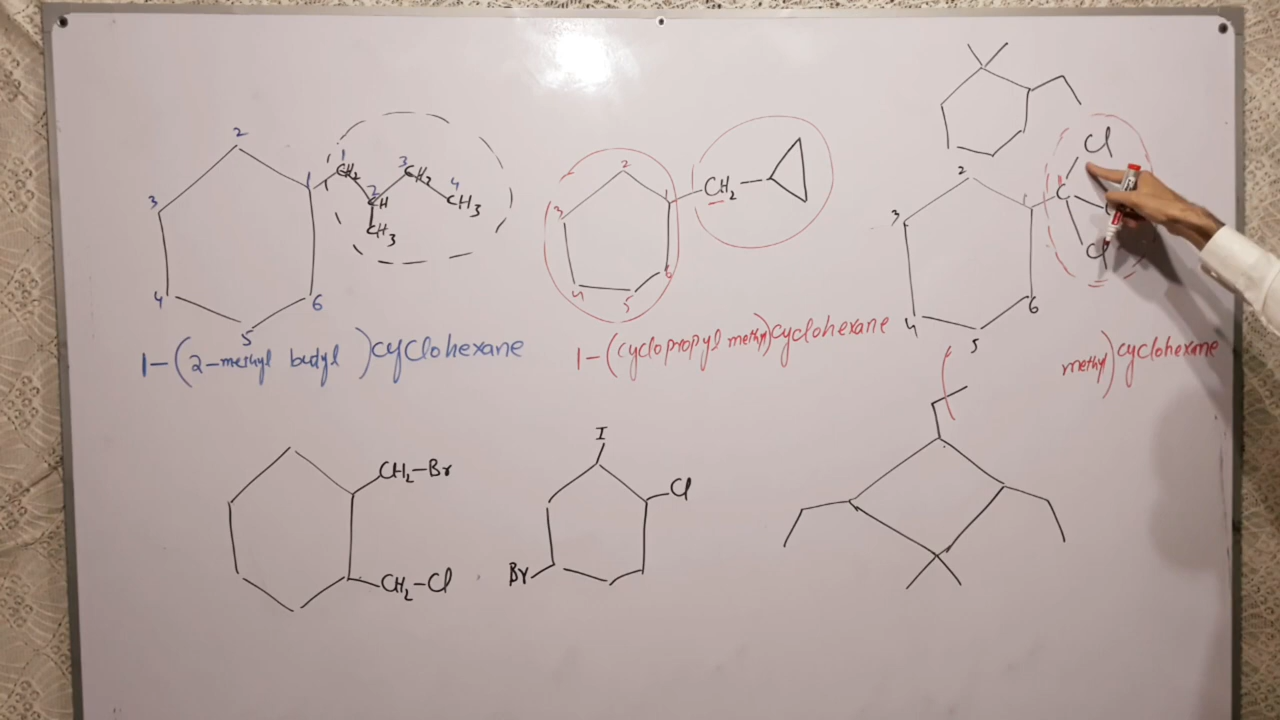 2
3
4
5
6
1
1
CH2
2
CH
CH3
3
CH2
4
CH3
1-(2-methyl butyl )cyclohexane
2
3
4
5
6
1
CH2
1-(cyclopropyl methyl)cyclohexane
2
3
4
5
6
1
C
Cl
Cl
methyl)cyclohexane
CH2-Br
CH2-Cl
I
Cl
Br